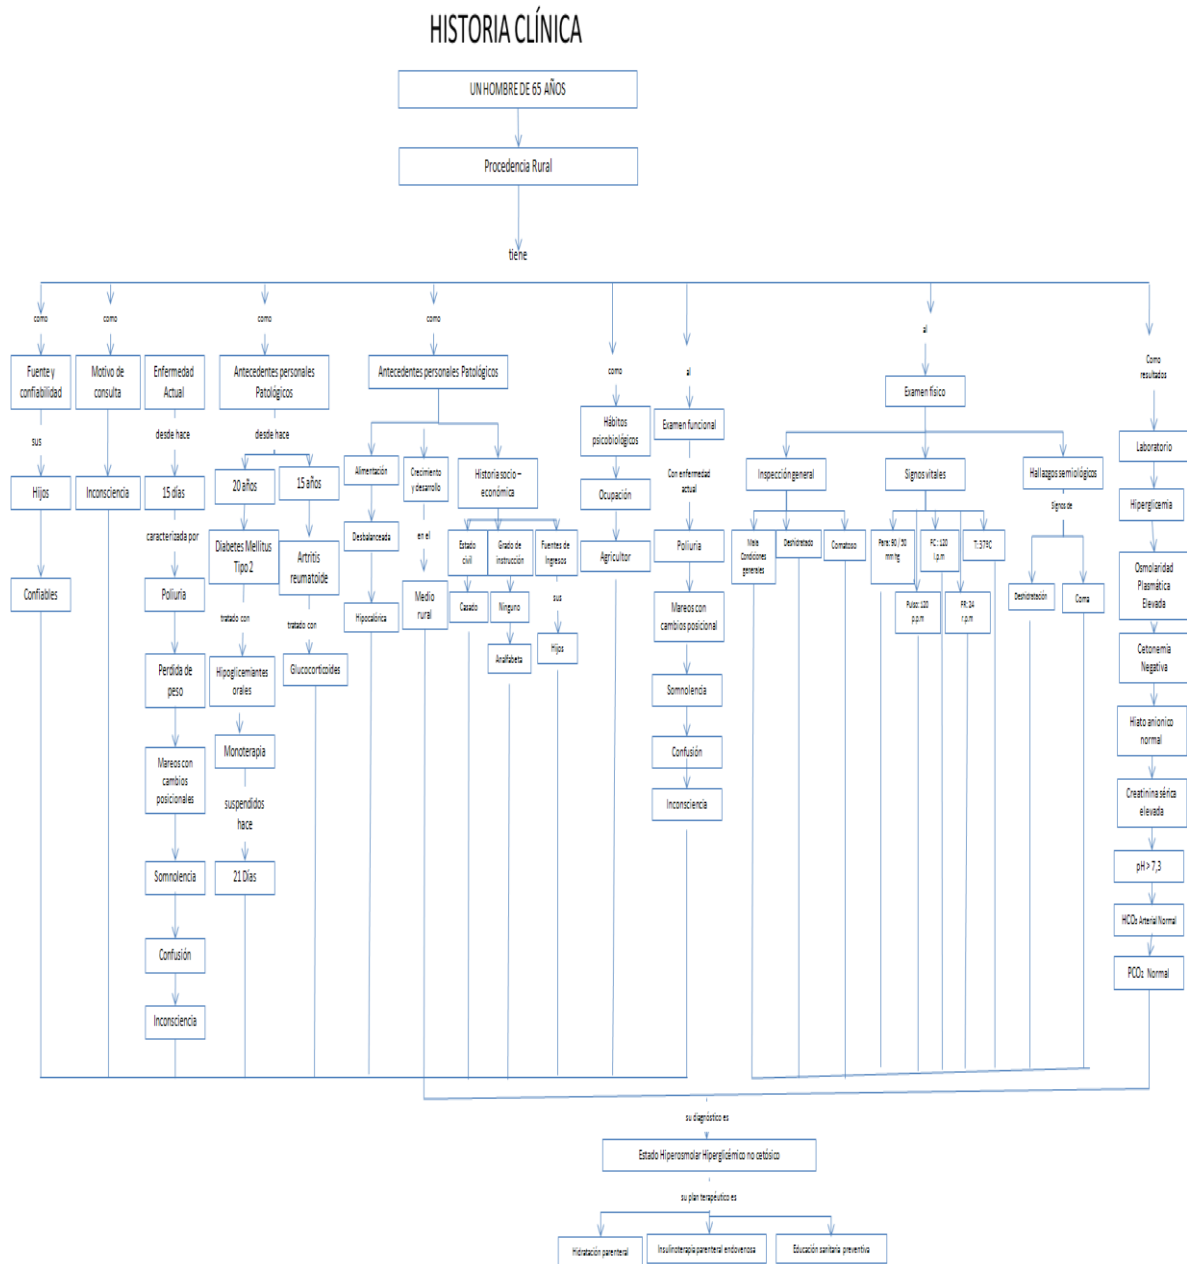 HISTORIA CLÍNICA
UN HOMBRE DE 65 AÑOS
Procedencia Rural
tiene
como
Fuente y
confiabilidad
sus
Hijos
Confiables
como
Motivo de
consulta
Inconsciencia
Enfermedad
Actual
desde hace
15 días
caracterizada por
Poliuria
Perdida de
peso
Mareos con
cambios
posicionales
Somnolencia
Confusión
Inconsciencia
como
Antecedentes personales
Patológicos
desde hace
20 años
Diabetes Mellitus
Tipo 2
tratado con
Hipoglicemiantes
orales
Monoterapia
suspendidos
hace
21 Días
15 años
Artritis
reumatoide
tratado con
Glucocorticoides
como
Antecedentes personales Patológicos
Alimentación
Desbalanceada
Hipocalórica
Crecimiento
y desarrollo
en el
Medio
rural
Historia socio –
económica
Estado
civil
Casado
Grado de
instrucción
Ninguno
Analfabeta
Fuentes de
Ingresos
sus
Hijos
como
Hábitos
psicobiológicos
Ocupación
Agricultor
al
Examen funcional
Con enfermedad
actual
Poliuria
Mareos con
cambios posicional
Somnolencia
Confusión
Inconsciencia
al
Examen físico
Inspección general
Malas
Condiciones
generales
Deshidratado
Comatoso
Signos vitales
mm hg
FC : 120
l.p.m
T: 37ºC
Pulso: 120
p.p.m
FR: 24
r.p.m
Hallazgos semiológicos
Signos de
Deshidratación
Coma
Como
resultados
Laboratorio
Hiperglicemia
Osmolaridad
Plasmática
Elevada
Cetonemia
Negativa
Hiato anionico
normal
Creatinina sérica
elevada
pH > 7,3
HCO₃ Arterial Normal
PCO₂ Normal
su diagnóstico es
Estado Hiperosmolar Hiperglicémico no cetósico
su plan terapéutico es
Hidratación parenteral
Insulinoterapia parenteral endovenosa
Educación sanitaria preventiva